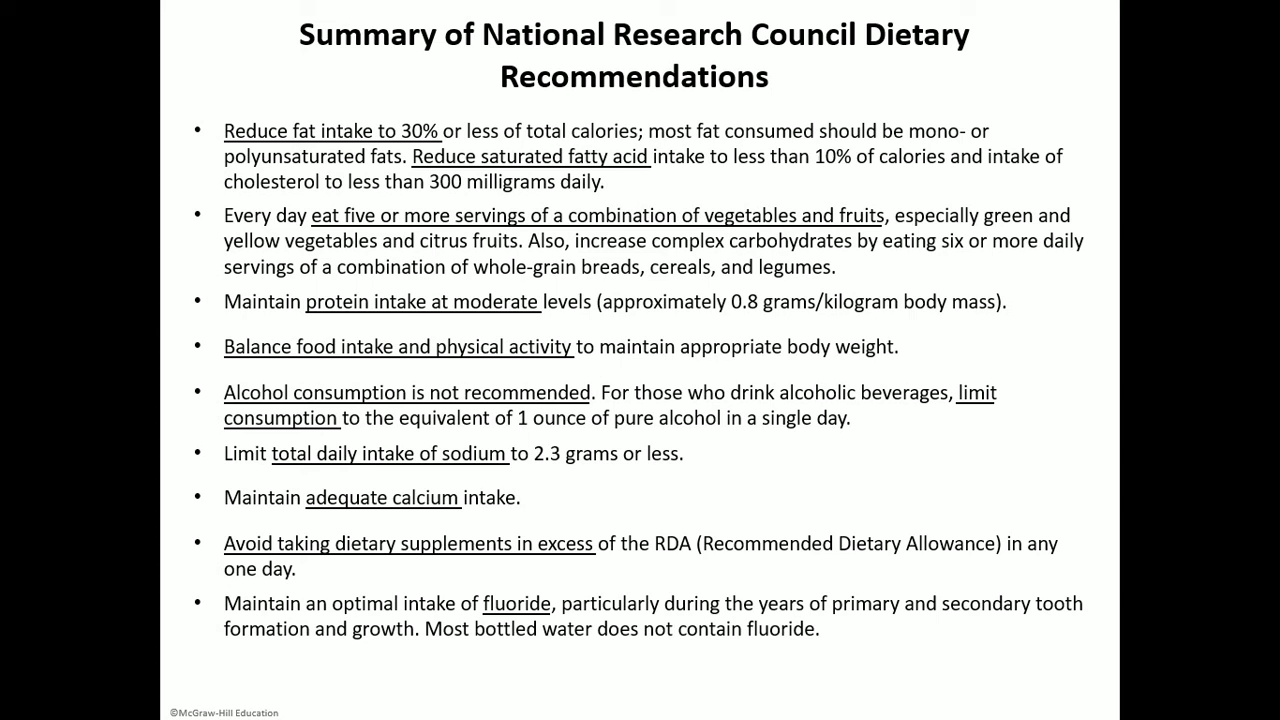 Summary of National Research Council Dietary
Recommendations
• Reduce fat intake to 30% or less of total calories; most fat consumed should be mono- or
polyunsaturated fats. Reduce saturated fatty acid intake to less than 10% of calories and intake of
cholesterol to less than 300 milligrams daily.
• Every day eat five or more servings of a combination of vegetables and fruits, especially green and
yellow vegetables and citrus fruits. Also, increase complex carbohydrates by eating six or more daily
servings of a combination of whole-grain breads, cereals, and legumes.
• Maintain protein intake at moderate levels (approximately 0.8 grams/kilogram body mass).
• Balance food intake and physical activity to maintain appropriate body weight.
• Alcohol consumption is not recommended. For those who drink alcoholic beverages, limit
consumption to the equivalent of 1 ounce of pure alcohol in a single day.
• Limit total daily intake of sodium to 2.3 grams or less.
• Maintain adequate calcium intake.
• Avoid taking dietary supplements in excess of the RDA (Recommended Dietary Allowance) in any
one day.
• Maintain an optimal intake of fluoride, particularly during the years of primary and secondary tooth
formation and growth. Most bottled water does not contain fluoride.
©McGraw-Hill Education